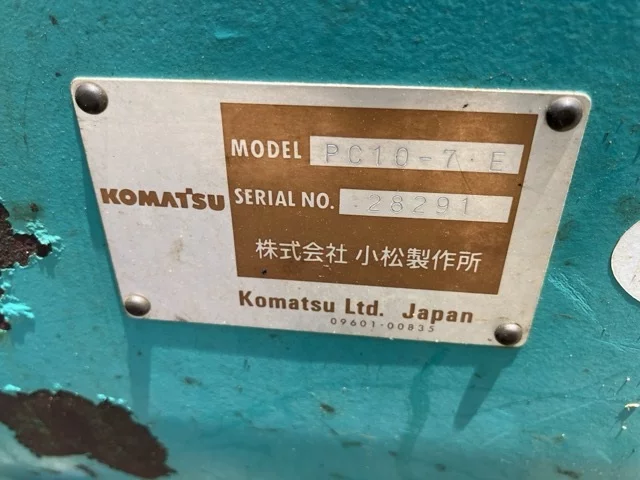 MODEL PC10-7 E
KOMATSU
SERIAL NO. 28291
株式会社 小松製作所
Komatsu Ltd. Japan
09601-00835